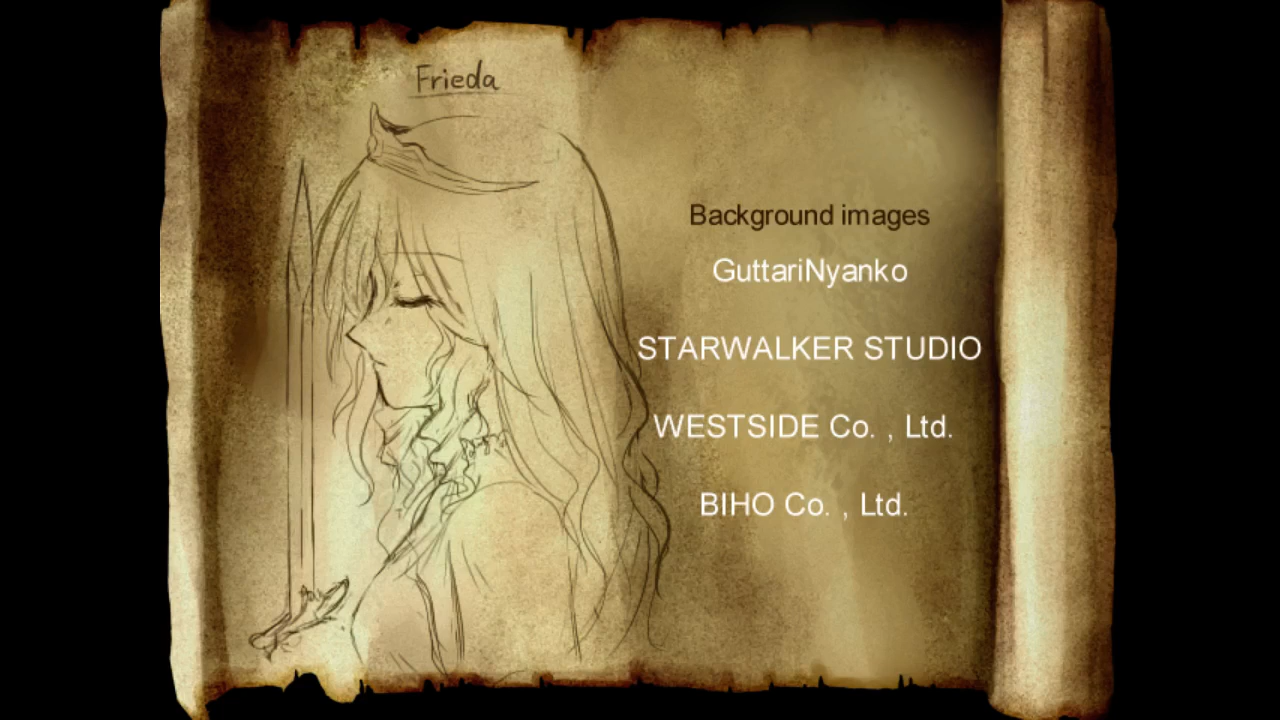 Frieda
Background images
GuttariNyanko
STARWALKER STUDIO
WESTSIDE Co. , Ltd.
BIHO Co. , Ltd.